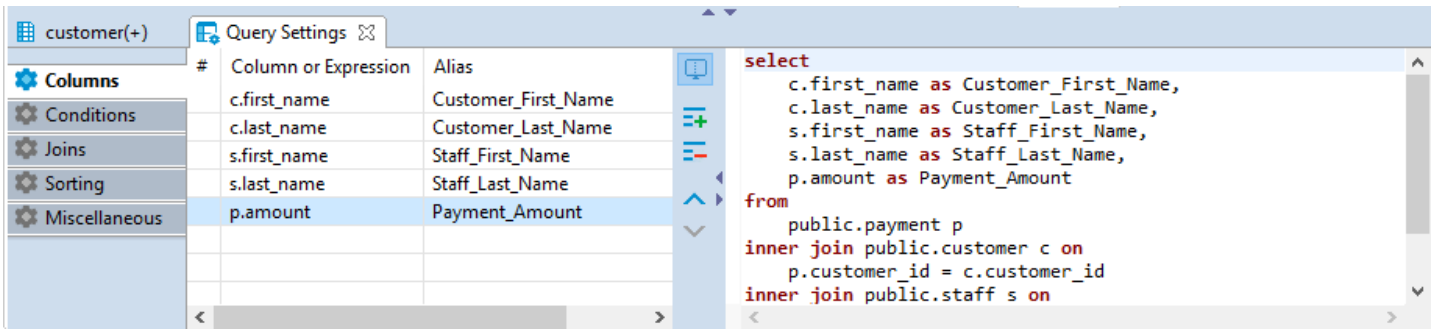 customer(+)
Query Settings
Columns
Conditions
Joins
Sorting
Miscellaneous
# Column or Expression Alias
c.first_name Customer_First_Name
c.last_name Customer_Last_Name
s.first_name Staff_First_Name
s.last_name Staff_Last_Name
p.amount Payment_Amount
select
c.first_name as Customer_First_Name,
c.last_name as Customer_Last_Name,
s.first_name as Staff_First_Name,
s.last_name as Staff_Last_Name,
p.amount as Payment_Amount
from
public.payment p
inner join public.customer c on
p.customer_id = c.customer_id
inner join public.staff s on